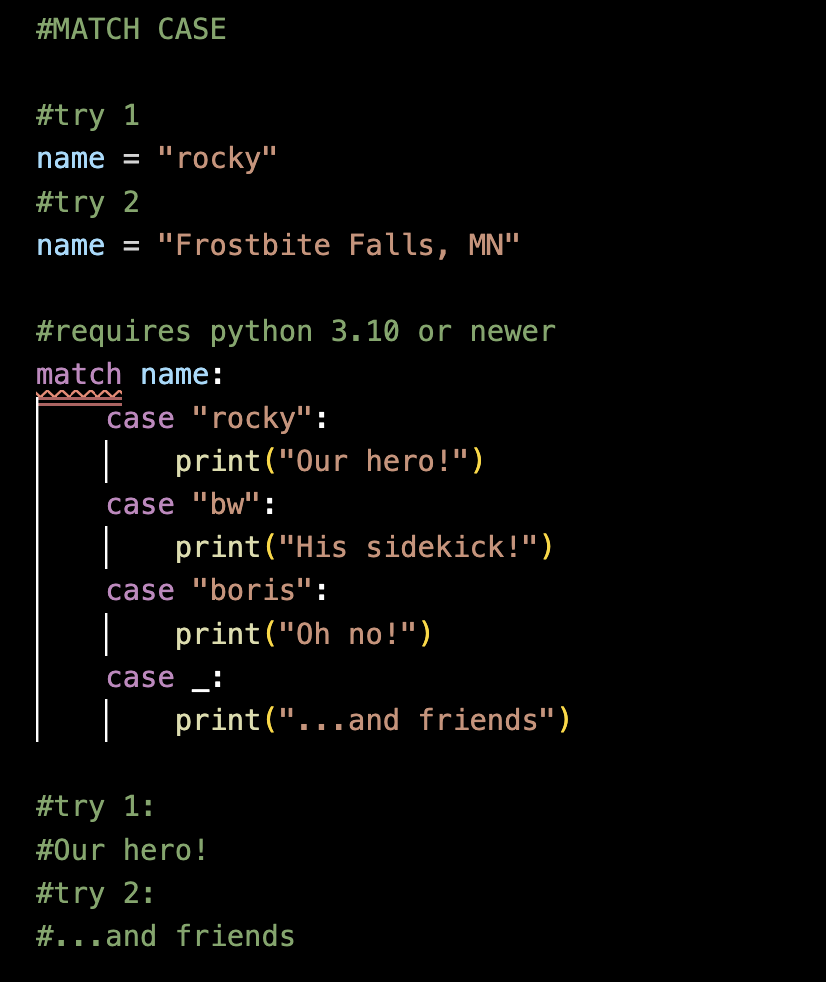 #MATCH CASE
#try 1
name = "rocky"
#try 2
name = "Frostbite Falls, MN"
#requires python 3.10 or newer
match name:
case "rocky":
print("Our hero!")
case "bw":
print("His sidekick!")
case "boris":
print("Oh no!")
case _:
print("...and friends")
#try 1:
#Our hero!
#try 2:
#...and friends